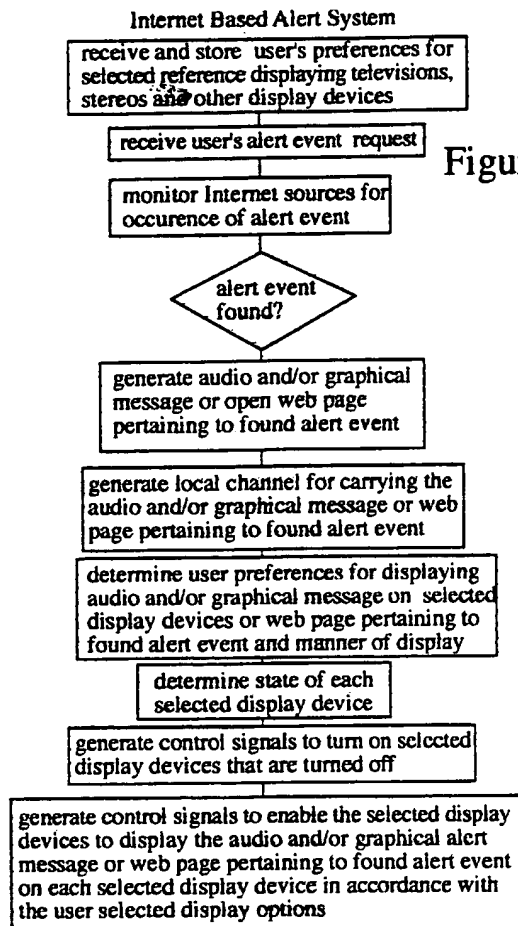 Internet Based Alert System
receive and store user's preferences for
selected reference displaying televisions,
stereos and other display devices
receive user's alert event request
Figu
monitor Internet sources for
occurence of alert event
alert event
found?
generate audio and/or graphical
message or open web page
pertaining to found alert event
generate local channel for carrying the
audio and/or graphical message or web
page pertaining to found alert event
determine user preferences for displaying
audio and/or graphical message on selected
display devices or web page pertaining to
found alert event and manner of display
determine state of each
selected display device
generate control signals to turn on selected
display devices that are turned off
generate control signals to enable the selected display
devices to display the audio and/or graphical alert
message or web page pertaining to found alert event
on each selected display device in accordance with
the user selected display options